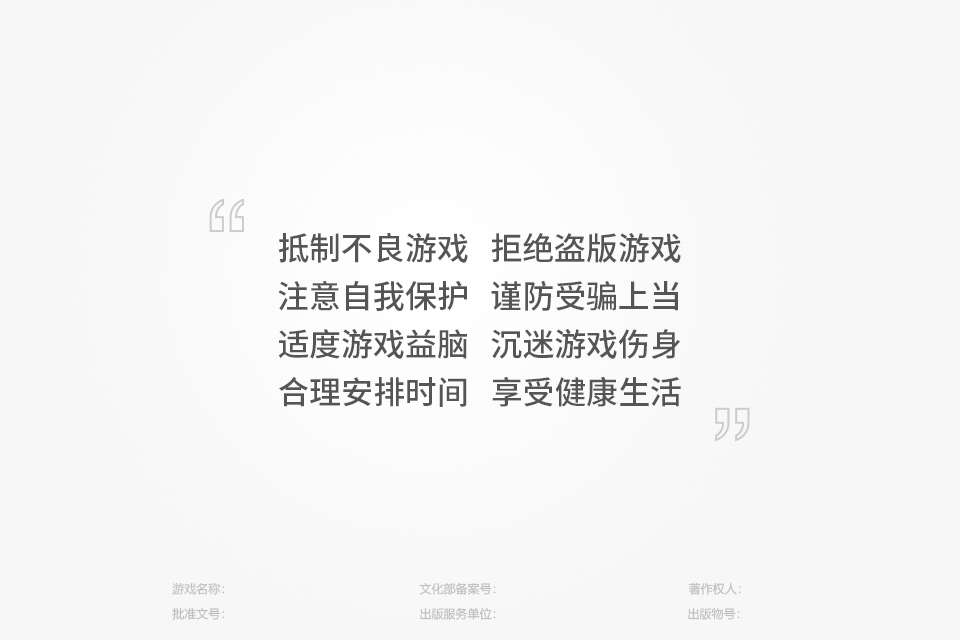 抵制不良游戏 拒绝盗版游戏
注意自我保护 谨防受骗上当
适度游戏益脑 沉迷游戏伤身
合理安排时间 享受健康生活
游戏名称： 文化部备案号： 著作权人：
批准文号： 出版服务单位： 出版物号：